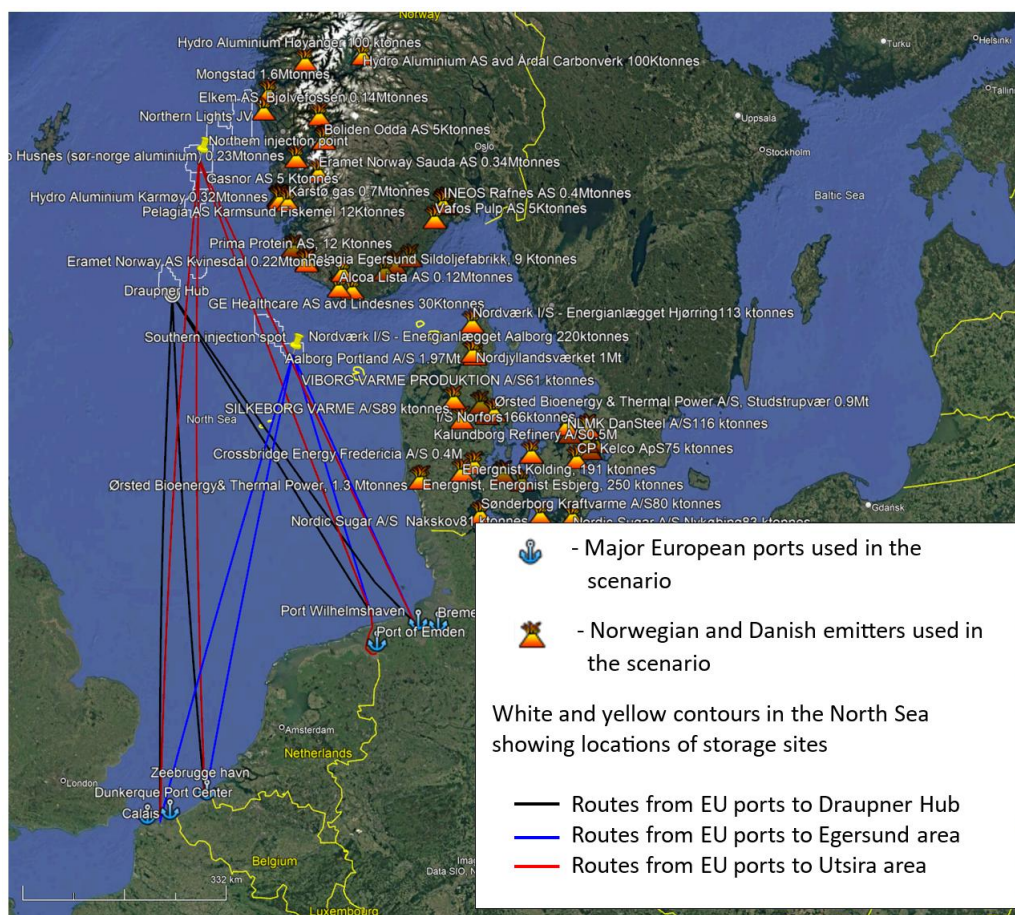 Norway
Turku
Helsinki
Hydro Aluminium Høyanger 100 ktonnes
Hydro Aluminium AS avd Ardal Carbonverk 100Ktonnes
Mongstad 1.6Mtonnes
Elkem AS, Bjølvefossen 0.14Mtonnes
Tallin
Northern Lights JV
Boliden Odda AS 5Ktonnes
Uppsala
Northern injection point
Oslo
Stockholm
o Husnes (sør-norge aluminium) 0.23Mtonnes
Eramet Norway Sauda AS 0.34Mtonnes
Gasnor AS 5 Ktonnes
Hydro Aluminium Karmøy 0.32Mtonnes
Kårstø gas 0.7Mtonnes
INEOS Rafnes AS 0.4Mtonnes
Baltic Sea
Pelagia AS Karmsund Fiskemel 12Ktonnes
Vafos Pulp AS 5Ktonnes
Prima Protein AS, 12 Ktonnes
Eramet Norway AS Kvinesdal 0.22Mtonnes
Pelagia Egersund Sildoljefabrikk, 9 Ktonnes
Alcoa Lista AS 0.12Mtonnes
Draupner Hub
GE Healthcare AS avd Lindesnes 30Ktonnes
Nordværk I/S - Energianlægget Hjørring113 ktonnes
Southern injection spot
Nordværk I/S - Energianlægget Aalborg 220ktonnes
Aalborg Portland A/S 1.97Mt
Nordjyllandsværket 1Mt
VIBORG VARME PRODUKTION A/S61 ktonnes
Ørsted Bioenergy & Thermal Power A/S, Studstrupvær 0.9Mt
SILKEBORG VARME A/S89 ktonnes
North Sea
I/S Norfors166ktonnes
NLMK DanSteel A/S116 ktonnes
Kalundborg Refinery A/S0.5M
Crossbridge Energy Fredericia A/S 0.4M
CP Kelco ApS75 ktonnes
Energnist Kolding, 191 ktonnes
Ørsted Bioenergy& Thermal Power, 1.3 Mtonnes
Energnist, Energnist Esbjerg, 250 ktonnes
Sønderborg Kraftvarme A/S80 ktonnes
Gdańsk
Nordic Sugar A/S Nakskov81 ktonnes
Nordic Sugar A/S Nykøbing83 ktonnes
- Major European ports used in the
scenario
Port Wilhelmshaven
Breme
Port of Emden
- Norwegian and Danish emitters used in
the scenario
White and yellow contours in the North Sea
showing locations of storage sites
Amsterdam
Netherlands
Zeebrugge havn
London
Dunkerque Port Center
Calais
Routes from EU ports to Draupner Hub
Routes from EU ports to Egersund area
Routes from EU ports to Utsira area
Belgium
Imag
Data SIO, N
332 km
Luxembourg